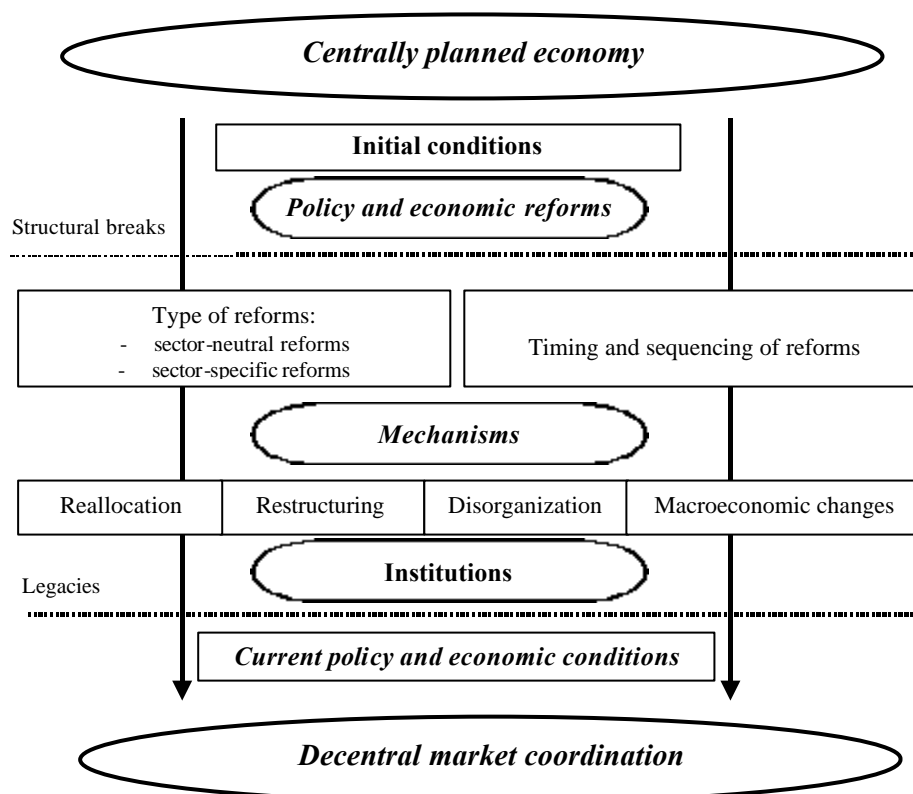 Centrally planned economy
Initial conditions
Policy and economic reforms
Structural breaks
Type of reforms:
- sector-neutral reforms
- sector-specific reforms
Timing and sequencing of reforms
Mechanisms
Reallocation
Restructuring
Disorganization
Macroeconomic changes
Institutions
Legacies
Current policy and economic conditions
Decentral market coordination